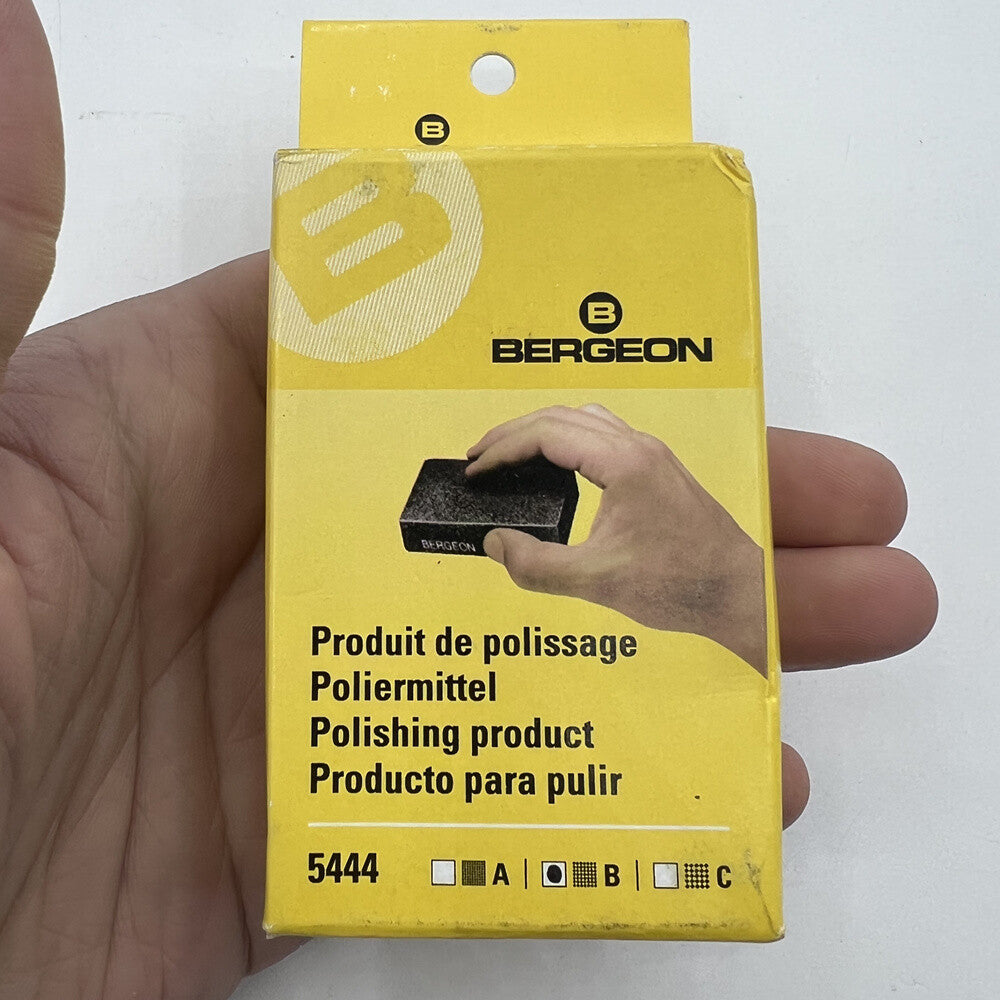 B
B
B
BERGEON
BERGEON
Produit de polissage
Poliermittel
Polishing product
Producto para pulir
5444 A | B | C